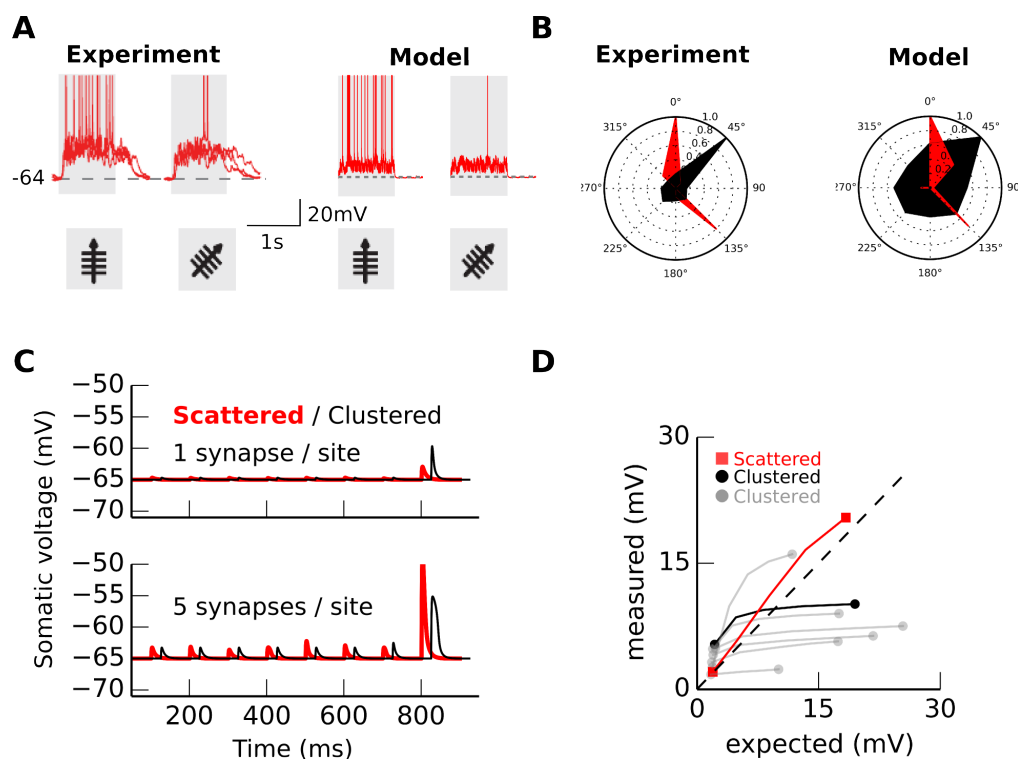 A
Experiment
Model
-64
20mV
1s
B
Experiment
Model
0°
45°
90
135°
180°
225°
?70°
315°
1.0
0.8
0.6
0°
45°
90
135°
180°
225°
?70°
315°
1.0
0.8
C
Somatic voltage (mV)
−50
−55
−60
−65
−70
Scattered / Clustered
1 synapse / site
−50
−55
−60
−65
−70
5 synapses / site
200
400
600
800
Time (ms)
D
measured (mV)
30
15
0
Scattered
Clustered
Clustered
0
15
30
expected (mV)